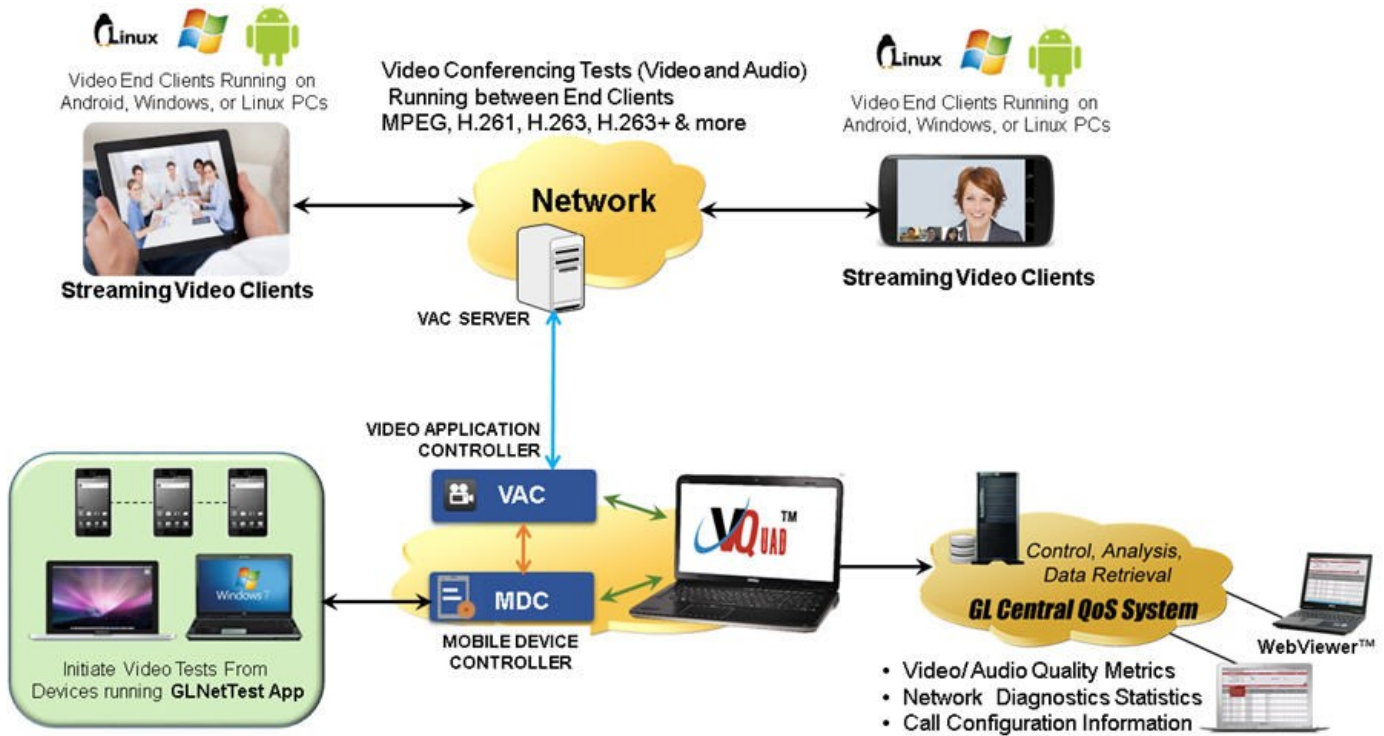 Linux
Video End Clients Running on
Android, Windows, or Linux PCs
Streaming Video Clients
Video Conferencing Tests (Video and Audio)
Running between End Clients
MPEG, H.261, H.263, H.263+ & more
Network
VAC SERVER
Linux
Video End Clients Running on
Android, Windows, or Linux PCs
Streaming Video Clients
VIDEO APPLICATION
CONTROLLER
VAC
MDC
MOBILE DEVICE
CONTROLLER
Windows 7
Initiate Video Tests From
Devices running GLNetTest App
VQUAD™
Control, Analysis,
Data Retrieval
GL Central QoS System
WebViewer™
• Video/Audio Quality Metrics
• Network Diagnostics Statistics
• Call Configuration Information